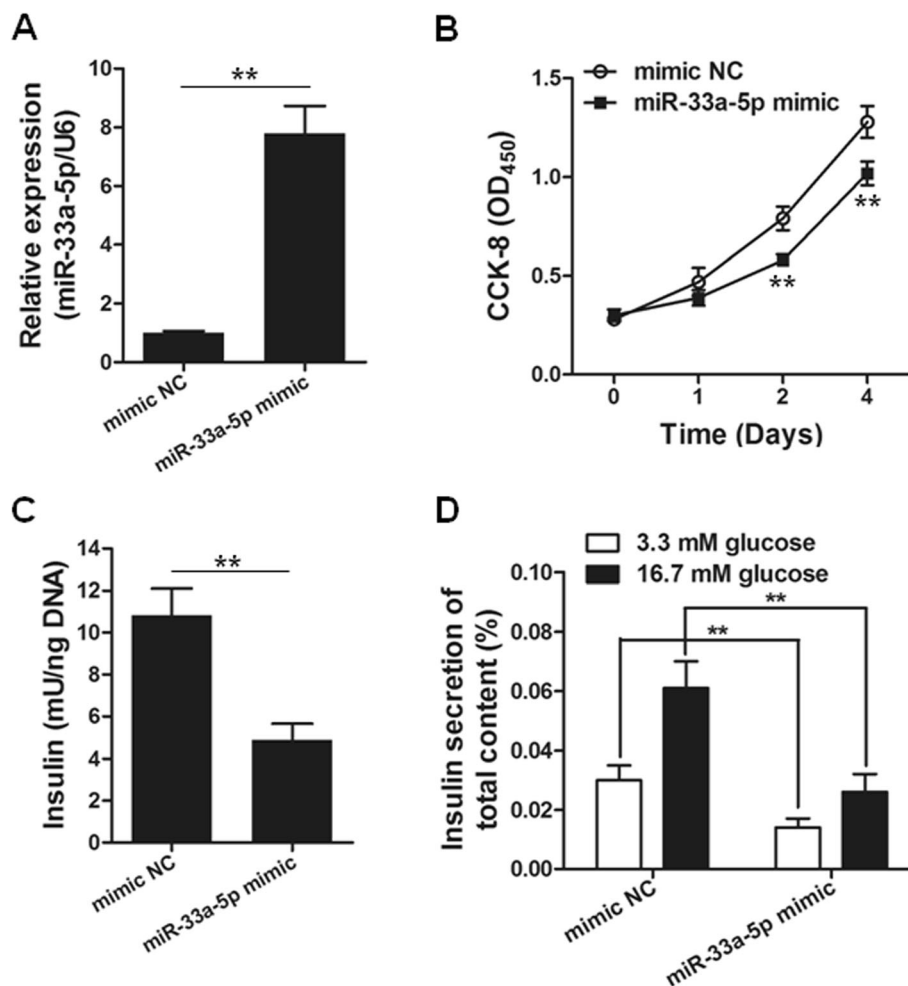 A
Relative expression
(miR-33a-5p/U6)
10
8
6
4
2
0
**
mimic NC
miR-33a-5p mimic
B
CCK-8 (OD450)
1.5
1.0
0.5
0.0
mimic NC
miR-33a-5p mimic
**
**
0 1 2 4
Time (Days)
C
Insulin (mU/ng DNA)
14
12
10
8
6
4
2
0
**
mimic NC
miR-33a-5p mimic
D
3.3 mM glucose
16.7 mM glucose
Insulin secretion of
total content (%)
0.10
0.08
0.06
0.04
0.02
0.00
**
**
mimic NC
miR-33a-5p mimic